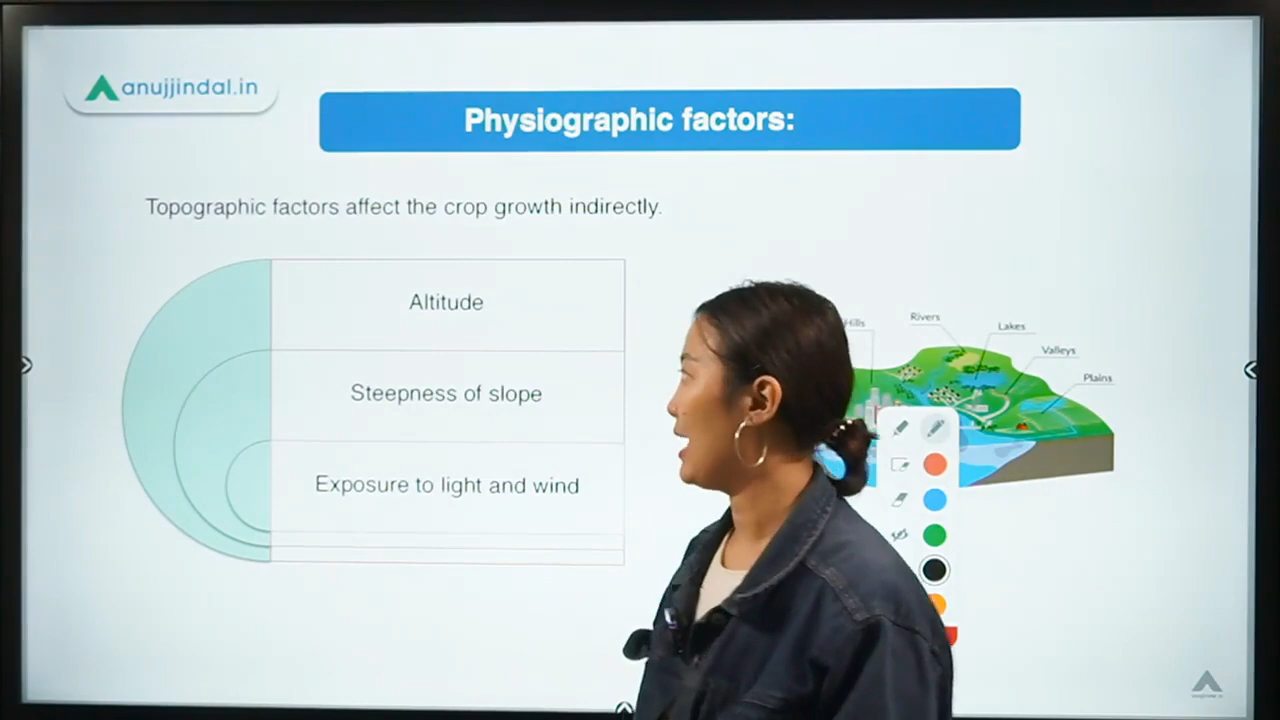 anujjindal.in
Physiographic factors:
Topographic factors affect the crop growth indirectly.
Altitude
Steepness of slope
Exposure to light and wind
Hills
Rivers
Lakes
Valleys
Plains